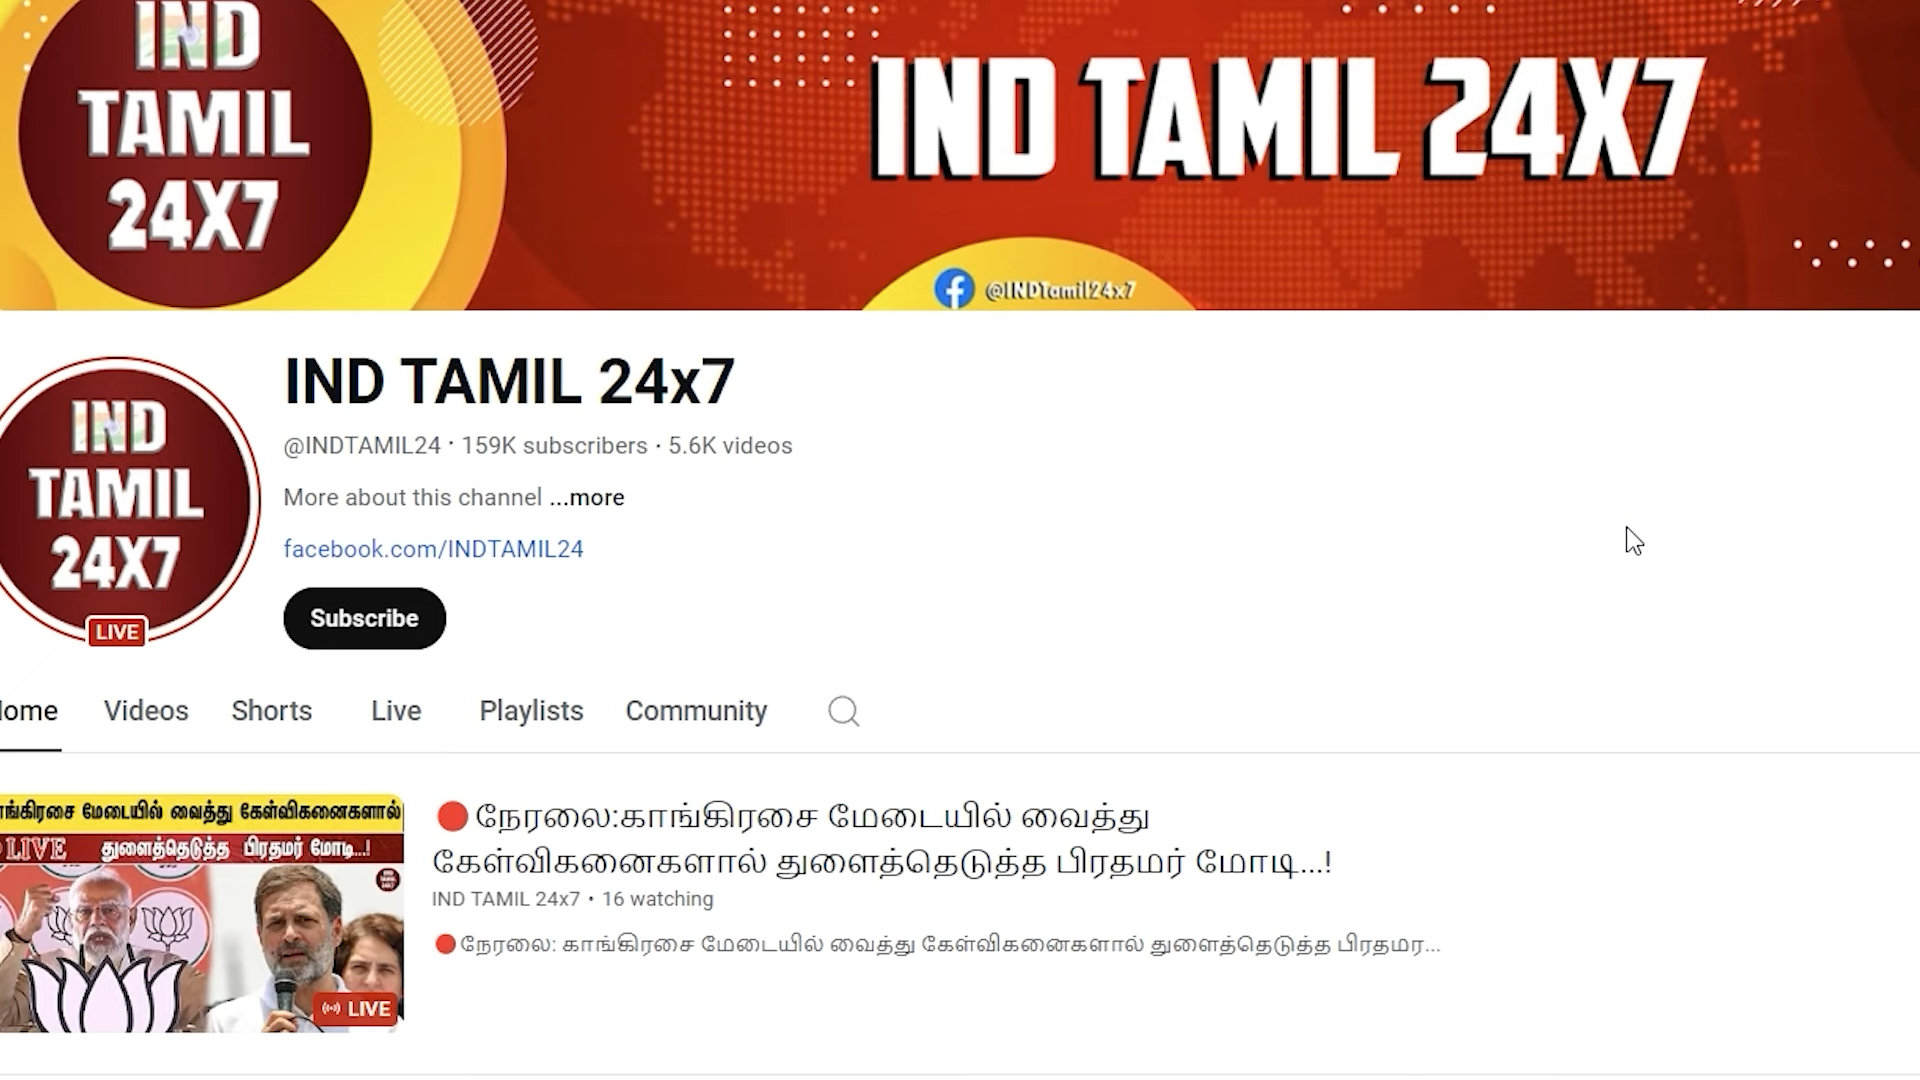 IND
TAMIL
24X7
IND TAMIL 24X7
@INDTamil24x7
IND
TAMIL
24X7
LIVE
IND TAMIL 24x7
@INDTAMIL24 · 159K subscribers · 5.6K videos
More about this channel ...more
facebook.com/INDTAMIL24
Subscribe
ome Videos Shorts Live Playlists Community
ங்கிரசை மேடையில் வைத்து கேள்விகனைகளால்
LIVE துளைத்தெடுத்த பிரதமர் மோடி...!
LIVE
🔴நேரலை:காங்கிரசை மேடையில் வைத்து
கேள்விகனைகளால் துளைத்தெடுத்த பிரதமர் மோடி...!
IND TAMIL 24x7 • 16 watching
🔴நேரலை: காங்கிரசை மேடையில் வைத்து கேள்விகனைகளால் துளைத்தெடுத்த பிரதமர...